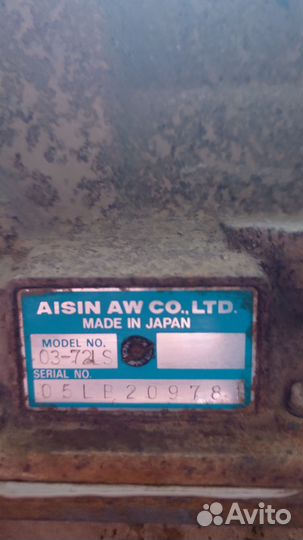 AISIN AW CO.,LTD.
MADE IN JAPAN
MODEL NO.
03-72LS
SERIAL NO.
05LB20978
Avito